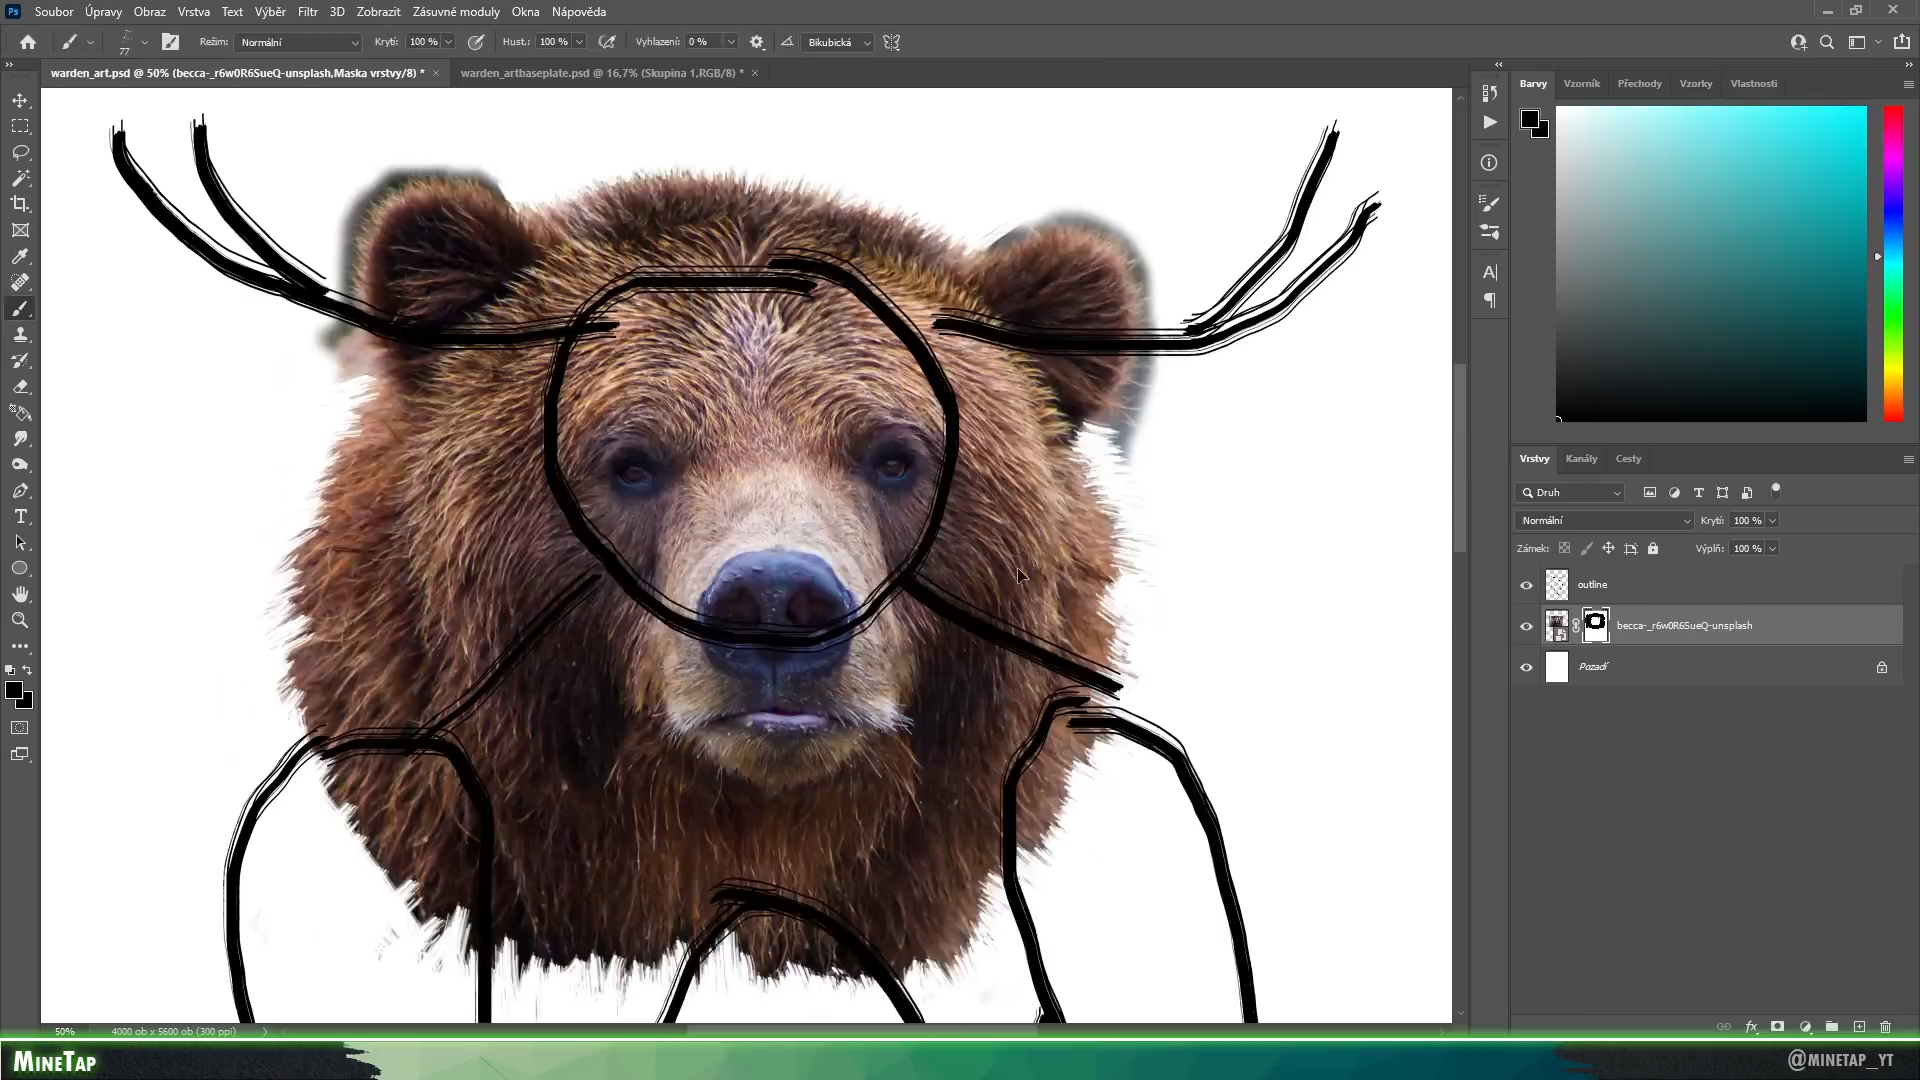 Ps Soubor Úpravy Obraz Vrstva Text Výběr Filtr 3D Zobrazit Zásuvné moduly Okna Nápověda
77 Režim: Normální Krytí: 100 % Hust.: 100 % Vyhlazení: 0 % Bikubická
warden_art.psd @ 50% (becca-_r6w0R6SueQ-unsplash,Maska vrstvy/8) * ×
warden_artbaseplate.psd @ 16,7% (Skupina 1,RGB/8) * ×
Barvy Vzorník Přechody Vzorky Vlastnosti
Vrstvy Kanály Cesty
Druh
Normální Krytí: 100 %
Zámek: Výplň: 100 %
outline
becca-_r6w0R6SueQ-unsplash
Pozadí
50% 4000 ob x 5600 ob (300 ppi)
MINETAP
@MINETAP_YT